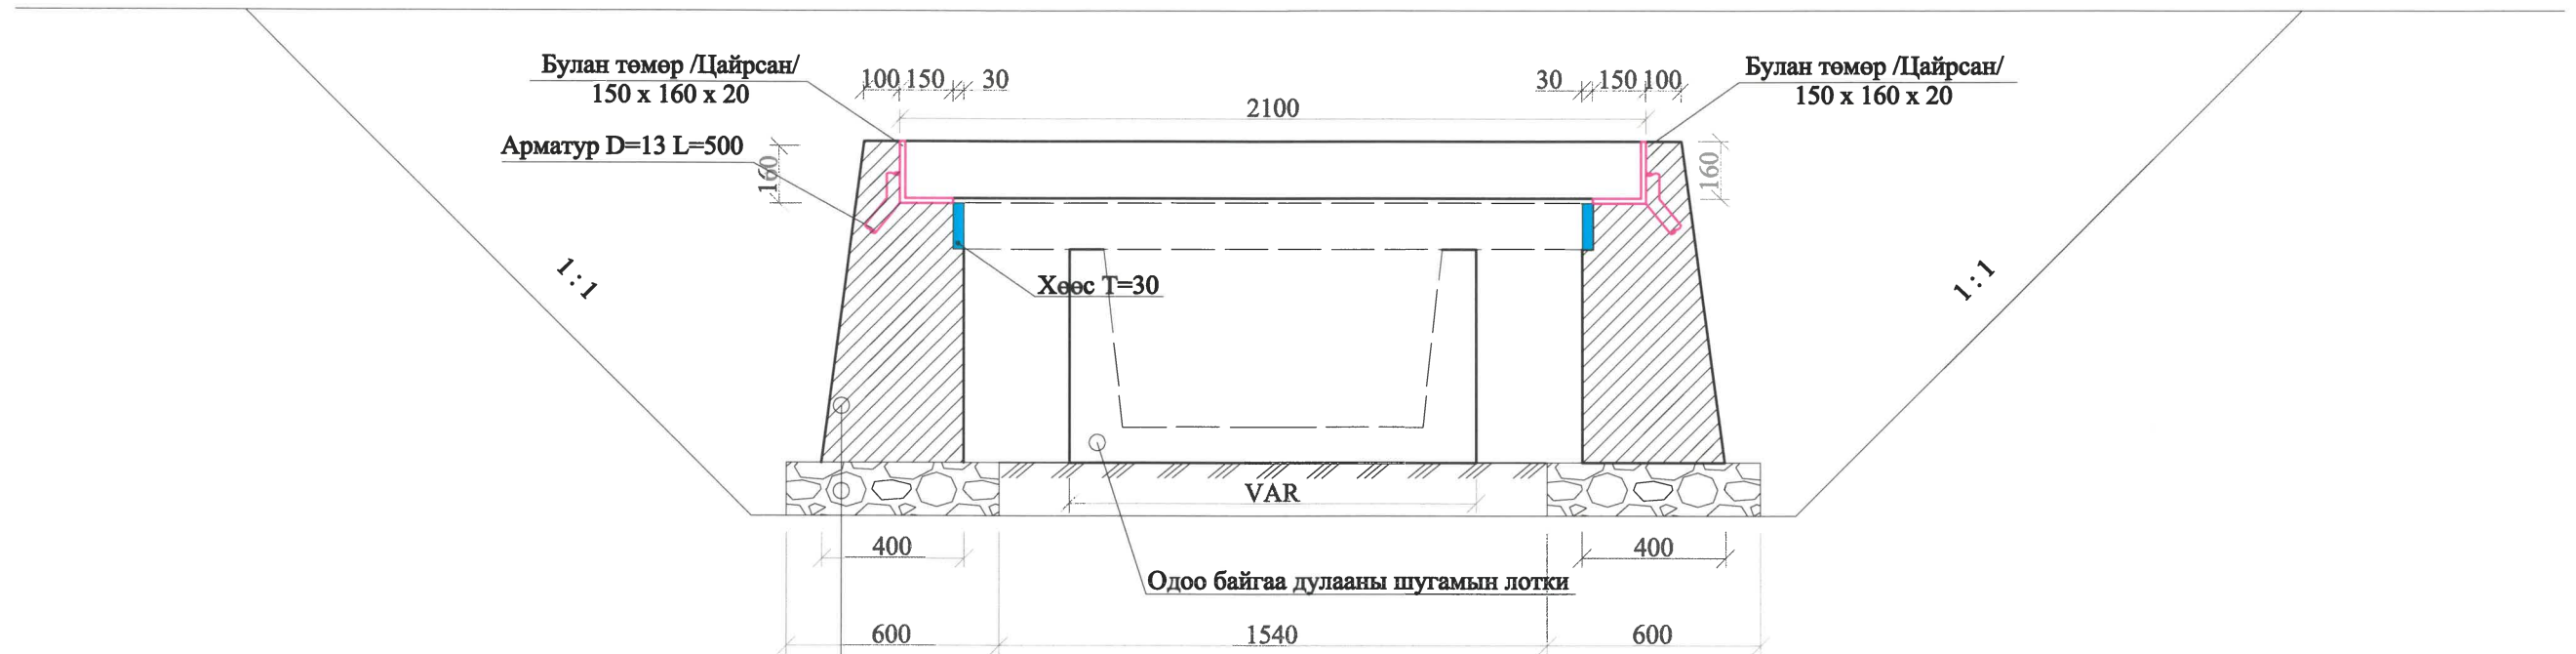 Булан төмөр /Цайрсан/
150 x 160 x 20
100 150 30
30 150 100
Булан төмөр /Цайрсан/
150 x 160 x 20
2100
Арматур D=13 L=500
160
160
1:1
1:1
Хөөс T=30
VAR
400
400
Одоо байгаа дулааны шугамын лотки
600
1540
600